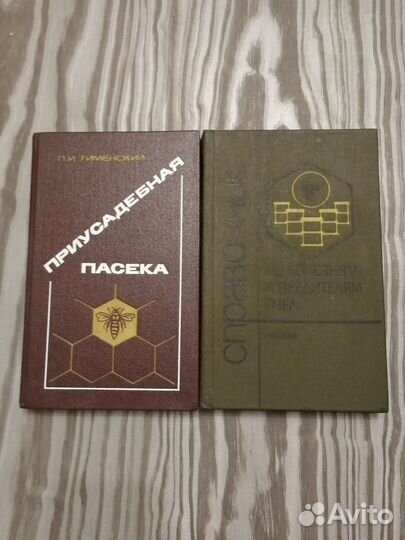 П.И. ТИМЕНСКИЙ
ПРИУСАДЕБНАЯ
ПАСЕКА
СПРАВОЧНИК
ПО БОЛЕЗНЯМ
И ВРЕДИТЕЛЯМ
ПЧЕЛ
Avito